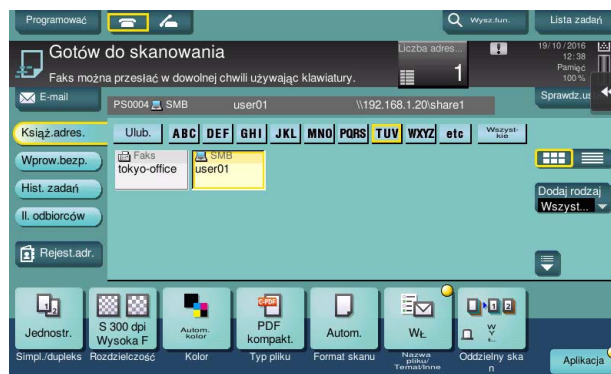 Programować
Wysz.fun.
Lista zadań
Gotów do skanowania
Faks można przesłać w dowolnej chwili używając klawiatury.
Liczba adres...
1
19/10/2016
12:38
Pamięć
100 %
E-mail
PS0004 SMB user01 \\192.168.1.20\share1
Sprawdz.us
Książ.adres.
Ulub. ABC DEF GHI JKL MNO PQRS TUV WXYZ etc Wszyst-
kie
Wprow.bezp.
Faks
tokyo-office
SMB
user01
Hist. zadań
Il. odbiorców
Dodaj rodzaj
Wszyst...
Rejest.adr.
Jednostr.
S 300 dpi
Wysoka F
Autom.
kolor
PDF
kompakt.
Autom.
WŁ
W
Y
ł..
Simpl./dupleks
Rozdzielczość
Kolor
Typ pliku
Format skanu
Nazwa
pliku/
Temat/Inne
Oddzielny ska
n
Aplikacja